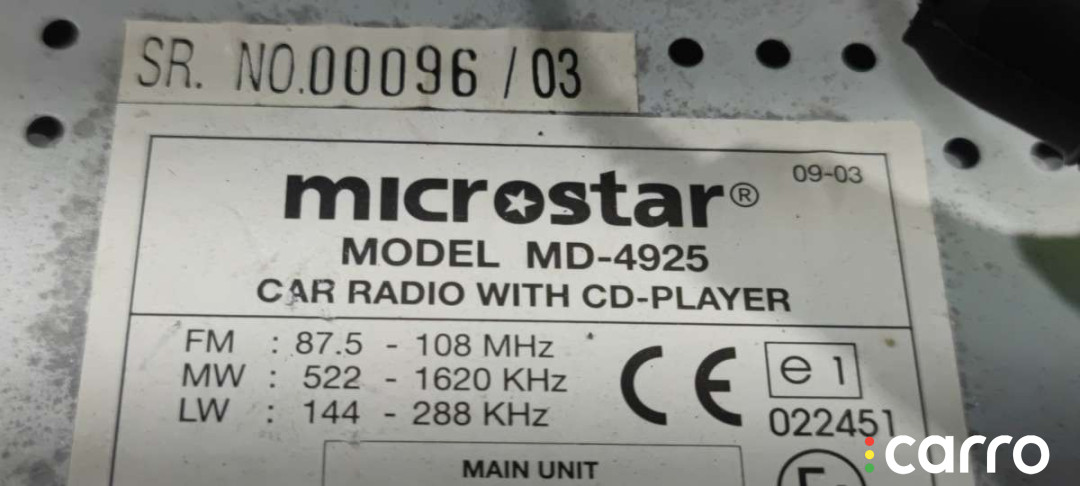 SR. NO.00096 / 03
09-03
microstar®
MODEL MD-4925
CAR RADIO WITH CD-PLAYER
FM : 87.5 - 108 MHz
MW : 522 - 1620 KHz
LW : 144 - 288 KHz
CE
e 1
022451
MAIN UNIT
carro